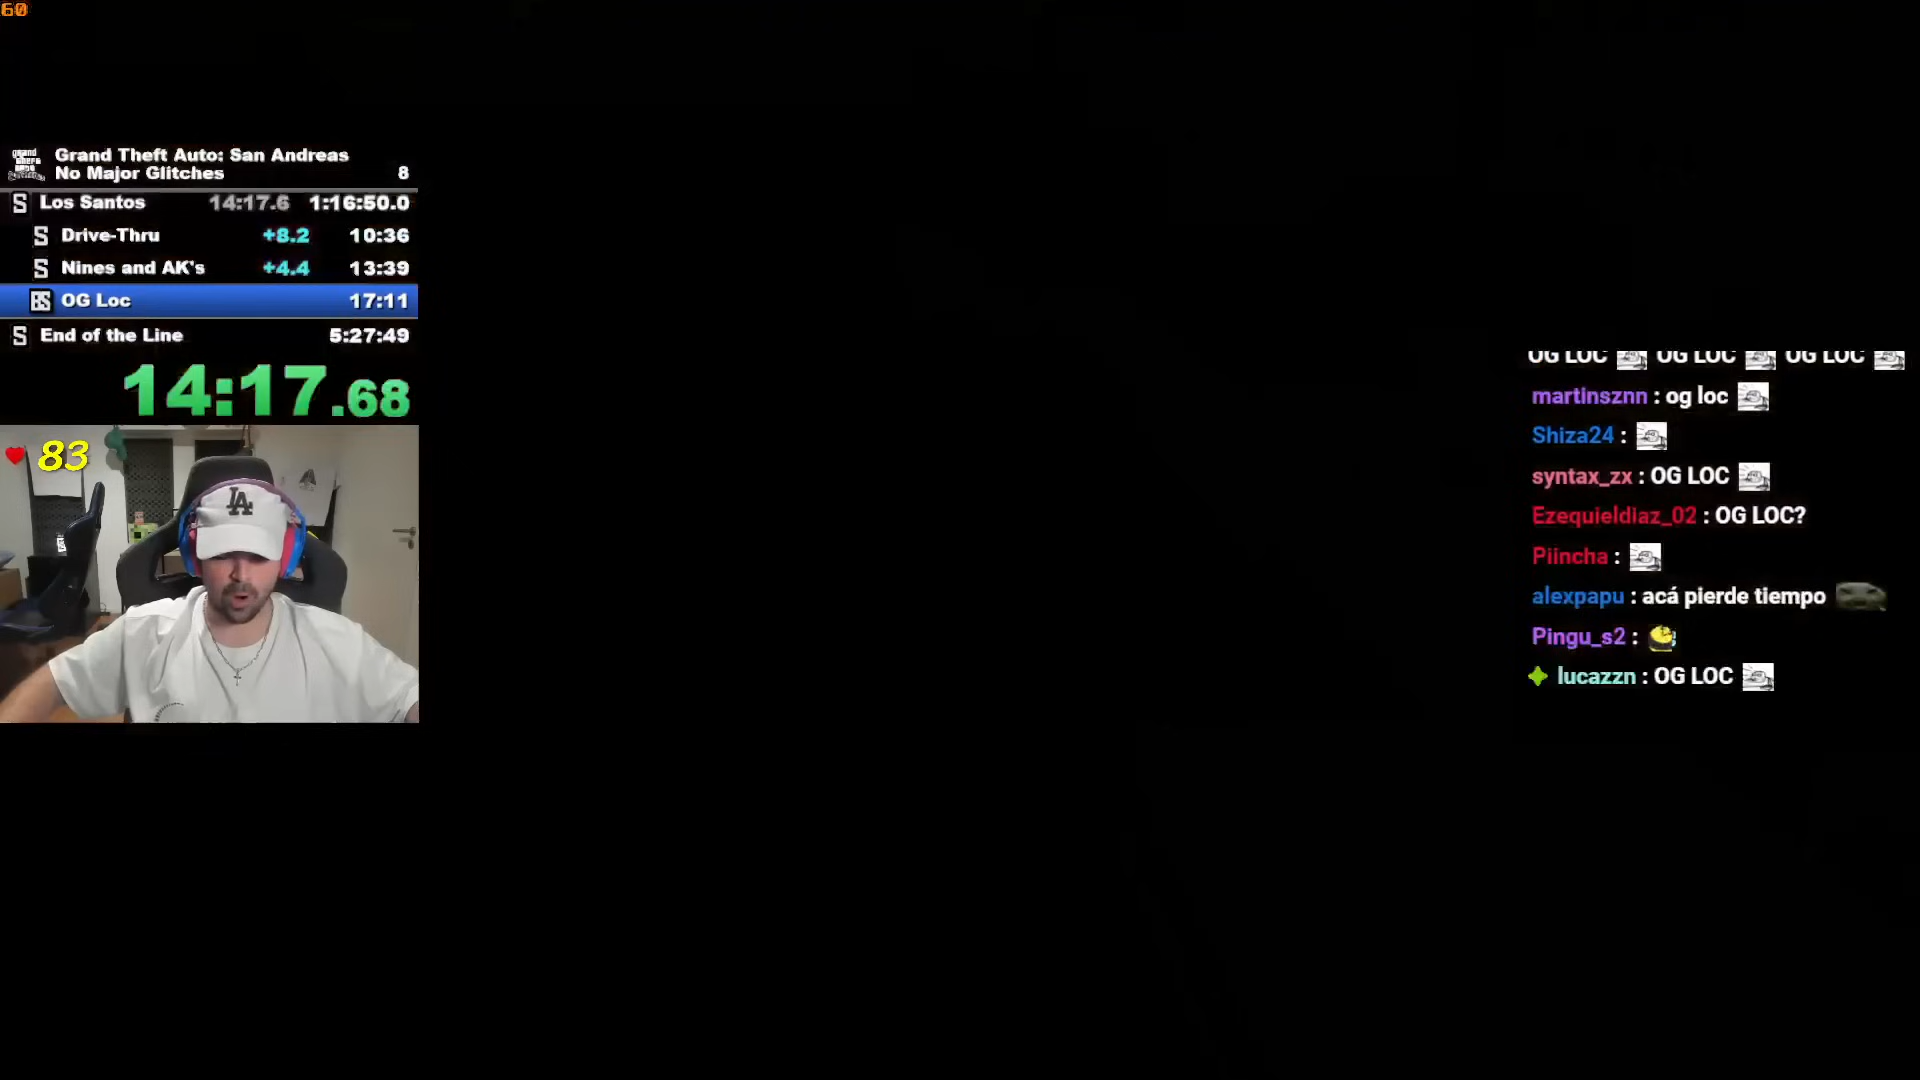 60
Grand Theft Auto: San Andreas
No Major Glitches 8
Los Santos 14:17.6 1:16:50.0
Drive-Thru +8.2 10:36
Nines and AK's +4.4 13:39
OG Loc 17:11
End of the Line 5:27:49
14:17.68
83
LA
OG LOC OG LOC OG LOC
martinsznn : og loc
Shiza24 :
syntax_zx : OG LOC
Ezequieldiaz_02 : OG LOC?
Piincha :
alexpapu : acá pierde tiempo
Pingu_s2 :
lucazzn : OG LOC